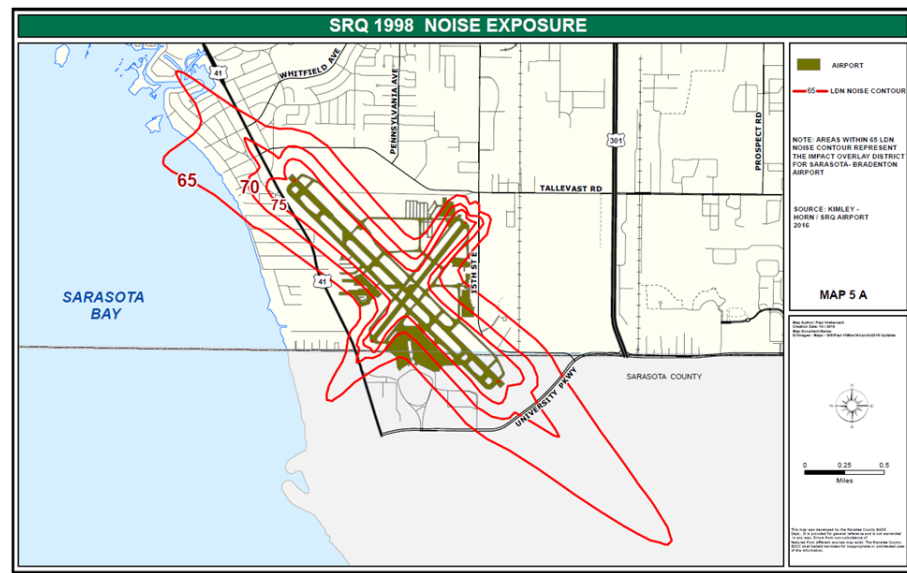 SRQ 1998 NOISE EXPOSURE
41
WHITFIELD AVE
PENNSYLVANIA AVE
301
PROSPECT RD
65
70
75
TALLEVAST RD
15TH ST E
41
SARASOTA
BAY
SARASOTA COUNTY
UNIVERSITY PKWY
AIRPORT
65 LDN NOISE CONTOUR
NOTE: AREAS WITHIN 65 LDN
NOISE CONTOUR REPRESENT
THE IMPACT OVERLAY DISTRICT
FOR SARASOTA- BRADENTON
AIRPORT
SOURCE: KIMLEY -
HORN / SRQ AIRPORT
2016
MAP 5 A
0 0.25 0.5
Miles